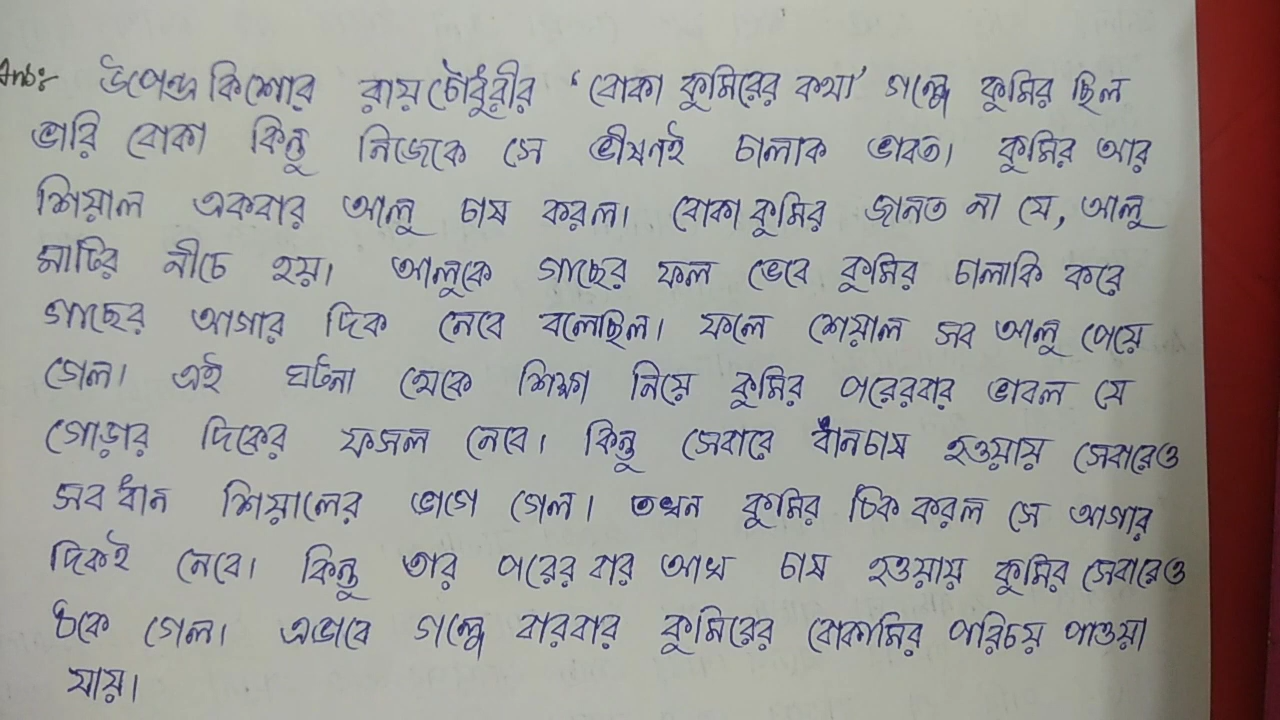 Ans:- উপেন্দ্রকিশোর রায়চৌধুরীর 'বোকা কুমিরের কথা' গল্পে কুমির ছিল
ভারি বোকা কিন্তু নিজেকে সে ভীষণই চালাক ভাবত। কুমির আর
শিয়াল একবার আলু চাষ করল। বোকা কুমির জানত না যে, আলু
মাটির নীচে হয়। আলুকে গাছের ফল ভেবে কুমির চালাকি করে
গাছের আগার দিক নেবে বলেছিল। ফলে শেয়াল সব আলু পেয়ে
গেল। এই ঘটনা থেকে শিক্ষা নিয়ে কুমির পরেরবার ভাবল যে
গোড়ার দিকের ফসল নেবে। কিন্তু সেবারে ধানচাষ হওয়ায় সেবারেও
সব ধান শিয়ালের ভাগে গেল। তখন কুমির ঠিক করল সে আগার
দিকই নেবে। কিন্তু তার পরের বার আখ চাষ হওয়ায় কুমির সেবারেও
ঠকে গেল। এভাবে গল্পে বারবার কুমিরের বোকামির পরিচয় পাওয়া
যায়।